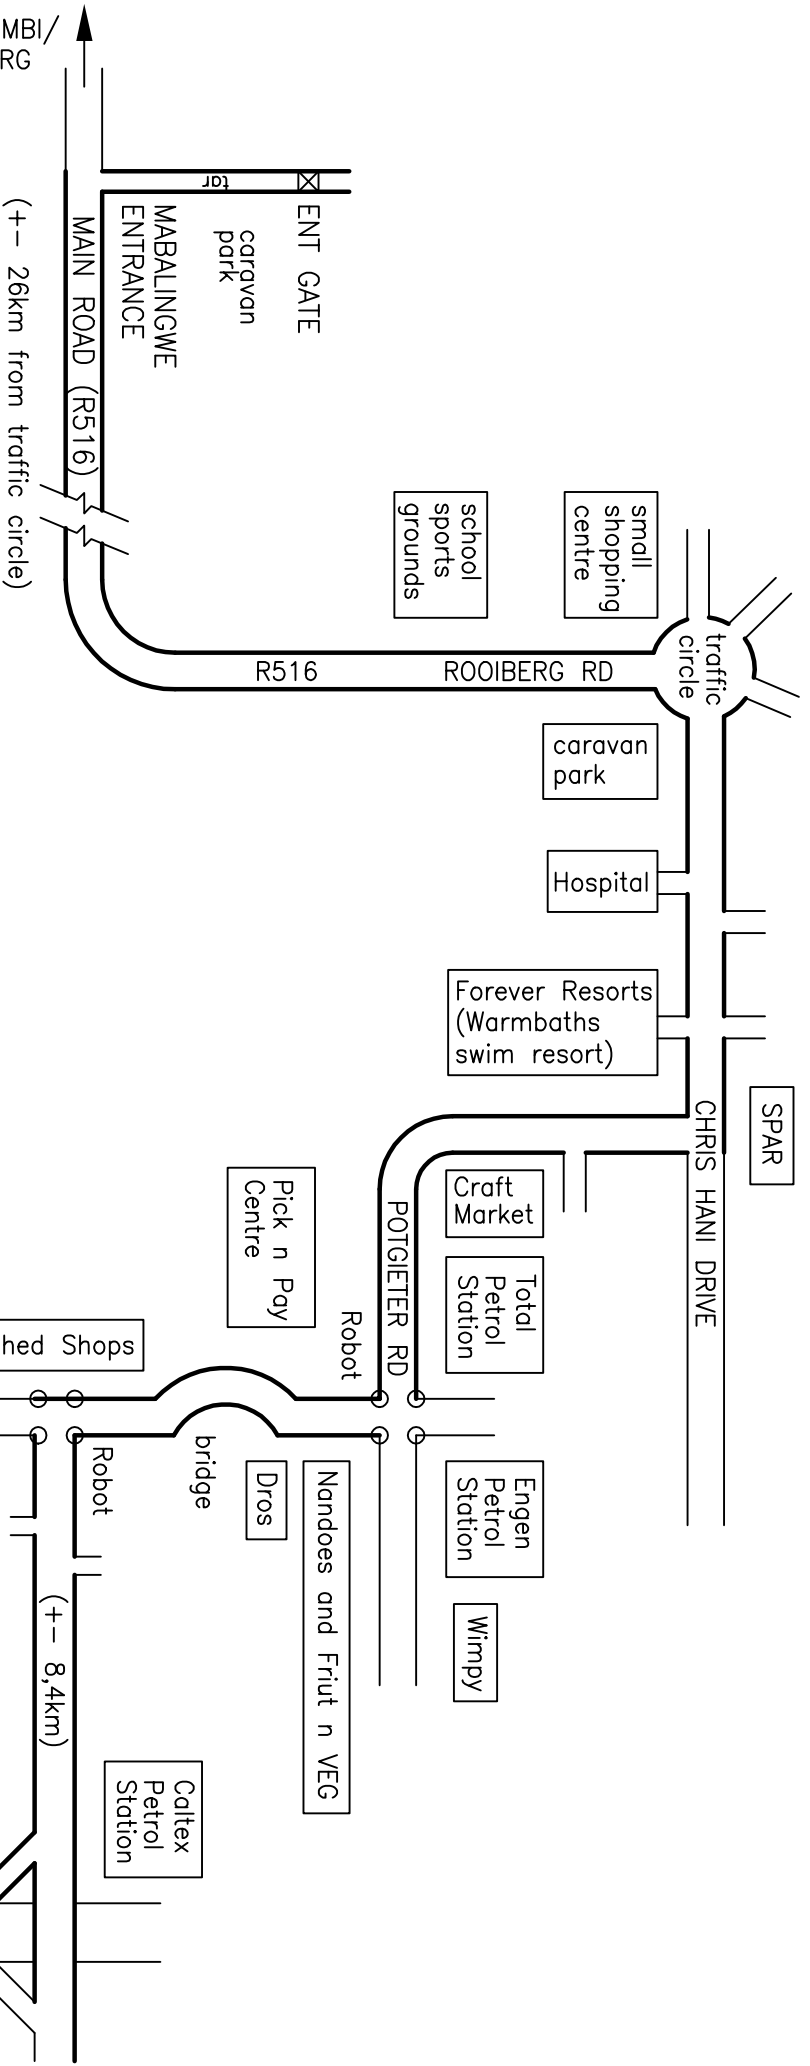 MBI/
RG
tar
ENT GATE
caravan
park
MABALINGWE
ENTRANCE
MAIN ROAD (R516)
(+- 26km from traffic circle)
school
sports
grounds
small
shopping
centre
traffic
circle
R516 ROOIBERG RD
caravan
park
Hospital
Forever Resorts
(Warmbaths
swim resort)
SPAR
CHRIS HANI DRIVE
Craft
Market
POTGIETER RD
Total
Petrol
Station
Pick n Pay
Centre
Robot
hed Shops
Robot
bridge
Dros
Nandoes and Friut n VEG
Engen
Petrol
Station
Wimpy
(+- 8,4km)
Caltex
Petrol
Station